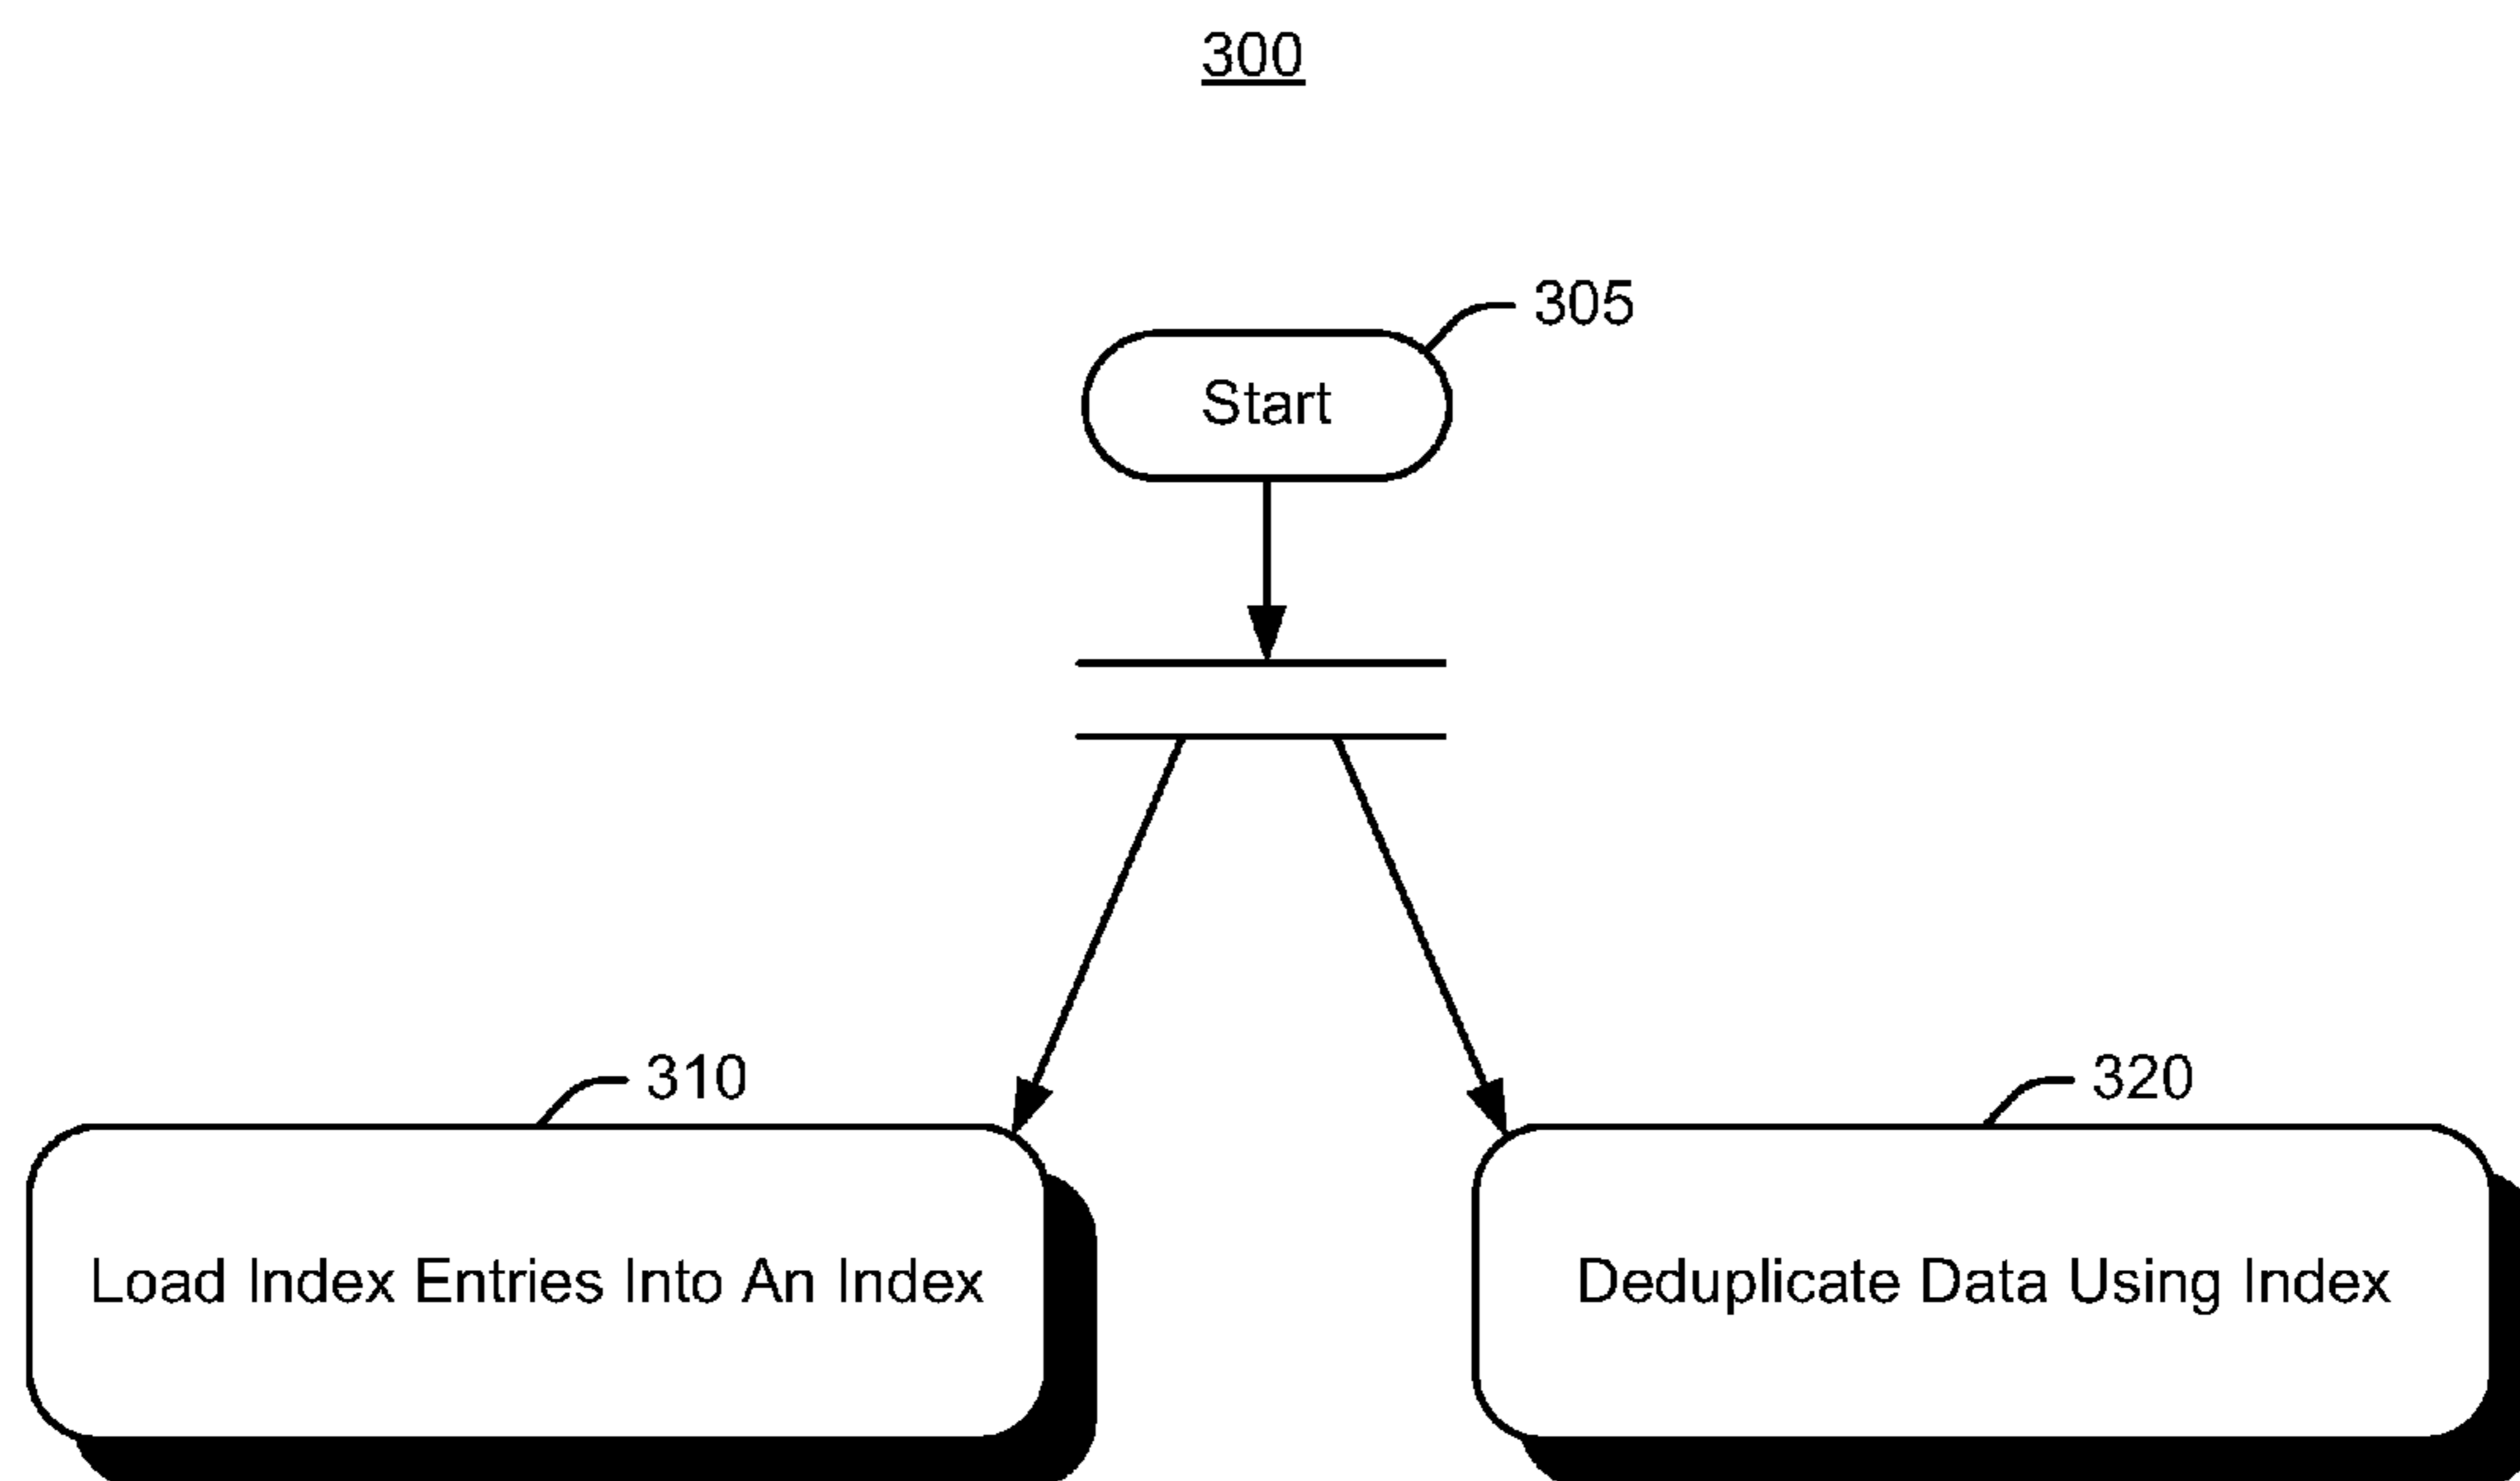 300
305
Start
310
320
Load Index Entries Into An Index
Deduplicate Data Using Index